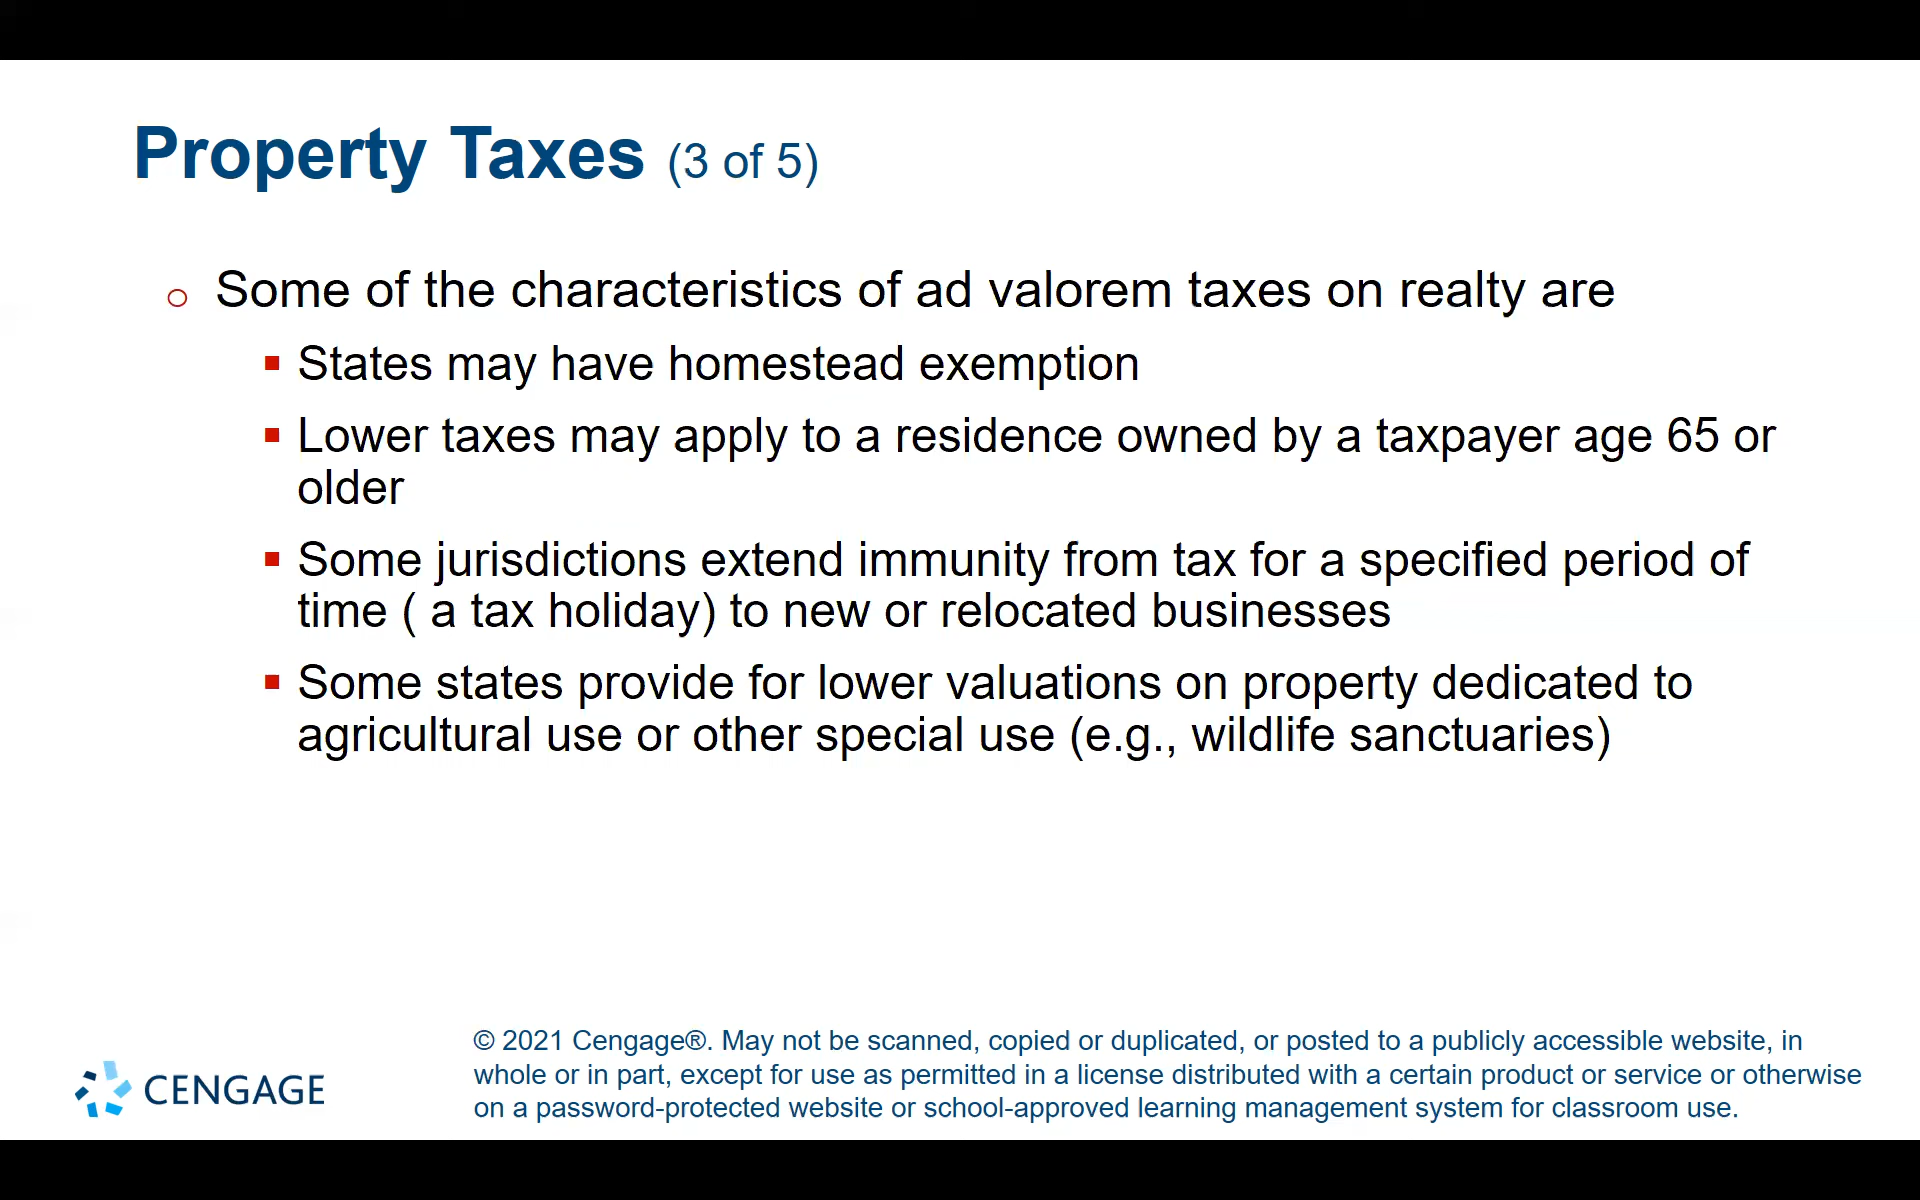 Property Taxes (3 of 5)
Some of the characteristics of ad valorem taxes on realty are
States may have homestead exemption
Lower taxes may apply to a residence owned by a taxpayer age 65 or
older
Some jurisdictions extend immunity from tax for a specified period of
time ( a tax holiday) to new or relocated businesses
Some states provide for lower valuations on property dedicated to
agricultural use or other special use (e.g., wildlife sanctuaries)
© 2021 Cengage®. May not be scanned, copied or duplicated, or posted to a publicly accessible website, in
whole or in part, except for use as permitted in a license distributed with a certain product or service or otherwise
on a password-protected website or school-approved learning management system for classroom use.
CENGAGE